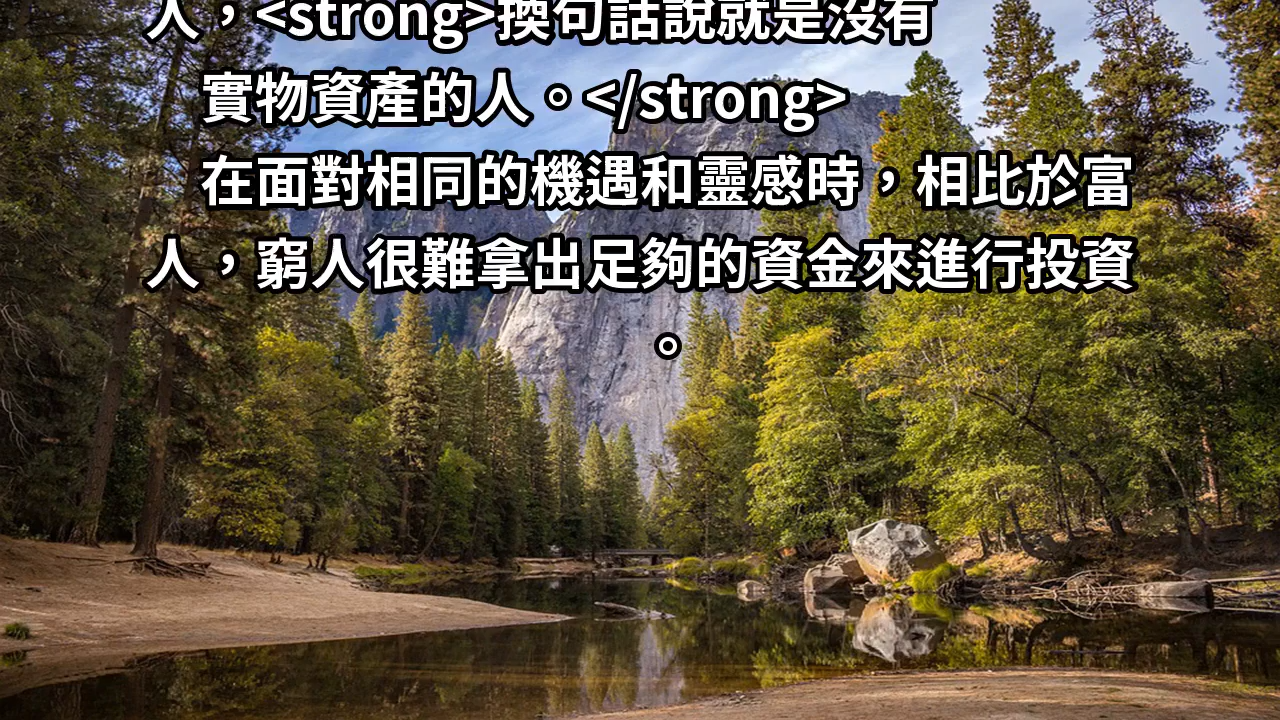 人，<strong>換句話說就是沒有
實物資產的人。</strong>
在面對相同的機遇和靈感時，相比於富
人，窮人很難拿出足夠的資金來進行投資
。